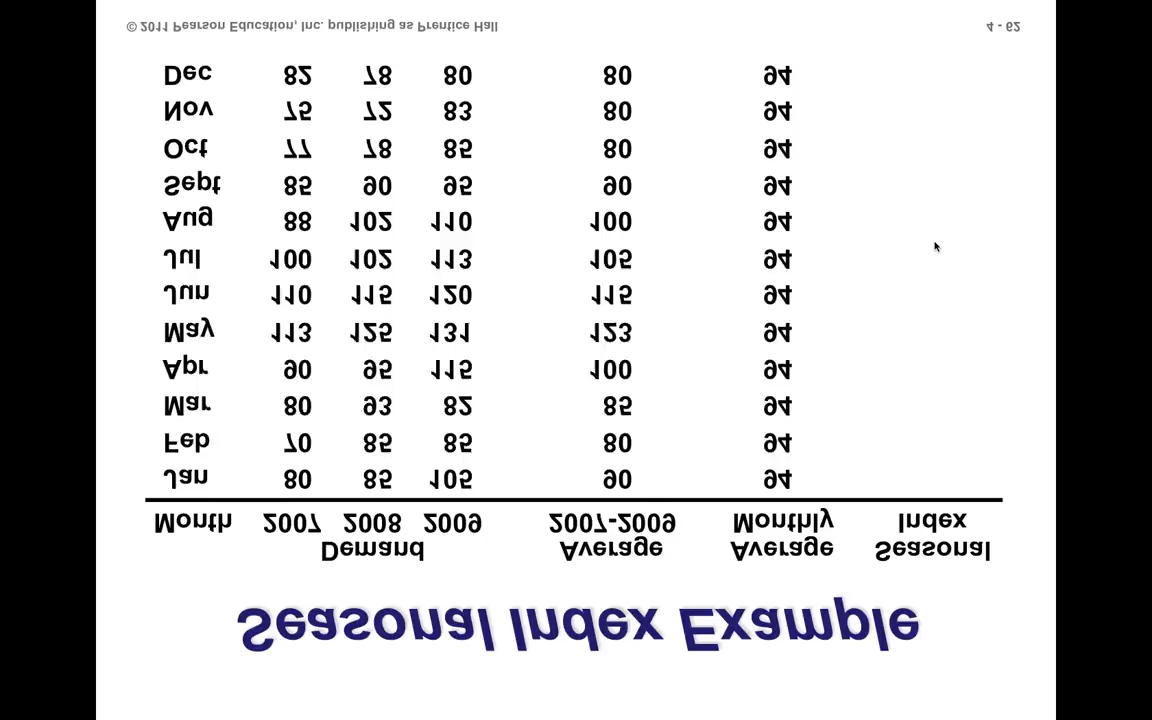 Seasonal Index Example
Demand Average Average Seasonal
Month 2007 2008 2009 2007-2009 Monthly Index
Jan 80 85 105 90 94
Feb 70 85 85 80 94
Mar 80 93 82 85 94
Apr 90 95 115 100 94
May 113 125 131 123 94
Jun 110 115 120 115 94
Jul 100 102 113 105 94
Aug 88 102 110 100 94
Sept 85 90 95 90 94
Oct 77 78 85 80 94
Nov 75 72 83 80 94
Dec 82 78 80 80 94
© 2011 Pearson Education, Inc. publishing as Prentice Hall 4 - 62